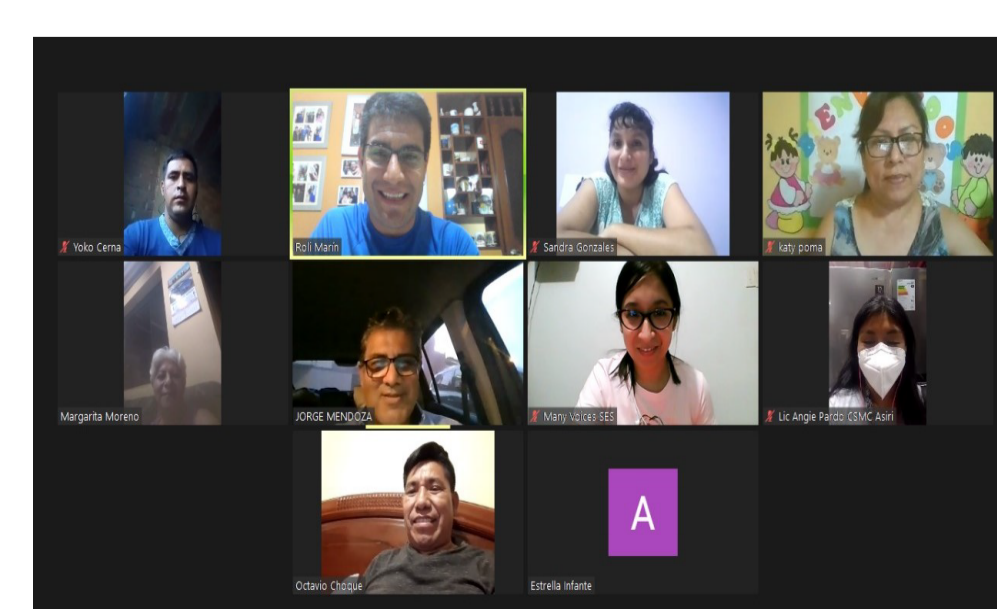 Yoko Cerna
Roli Marin
Sandra Gonzales
katy poma
Margarita Moreno
JORGE MENDOZA
Many Voices SES
Lic Angie Pardo CSMC Asiri
Octavio Choque
A
Estrella Infante